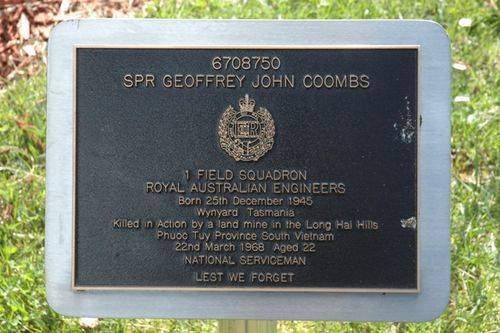 6708750
SPR GEOFFREY JOHN COOMBS
1 FIELD SQUADRON
ROYAL AUSTRALIAN ENGINEERS
Born 25th December 1945
Wynyard Tasmania
Killed in Action by a land mine in the Long Hai Hills
Phuoc Tuy Province South Vietnam
22nd March 1968 Aged 22
NATIONAL SERVICEMAN
LEST WE FORGET